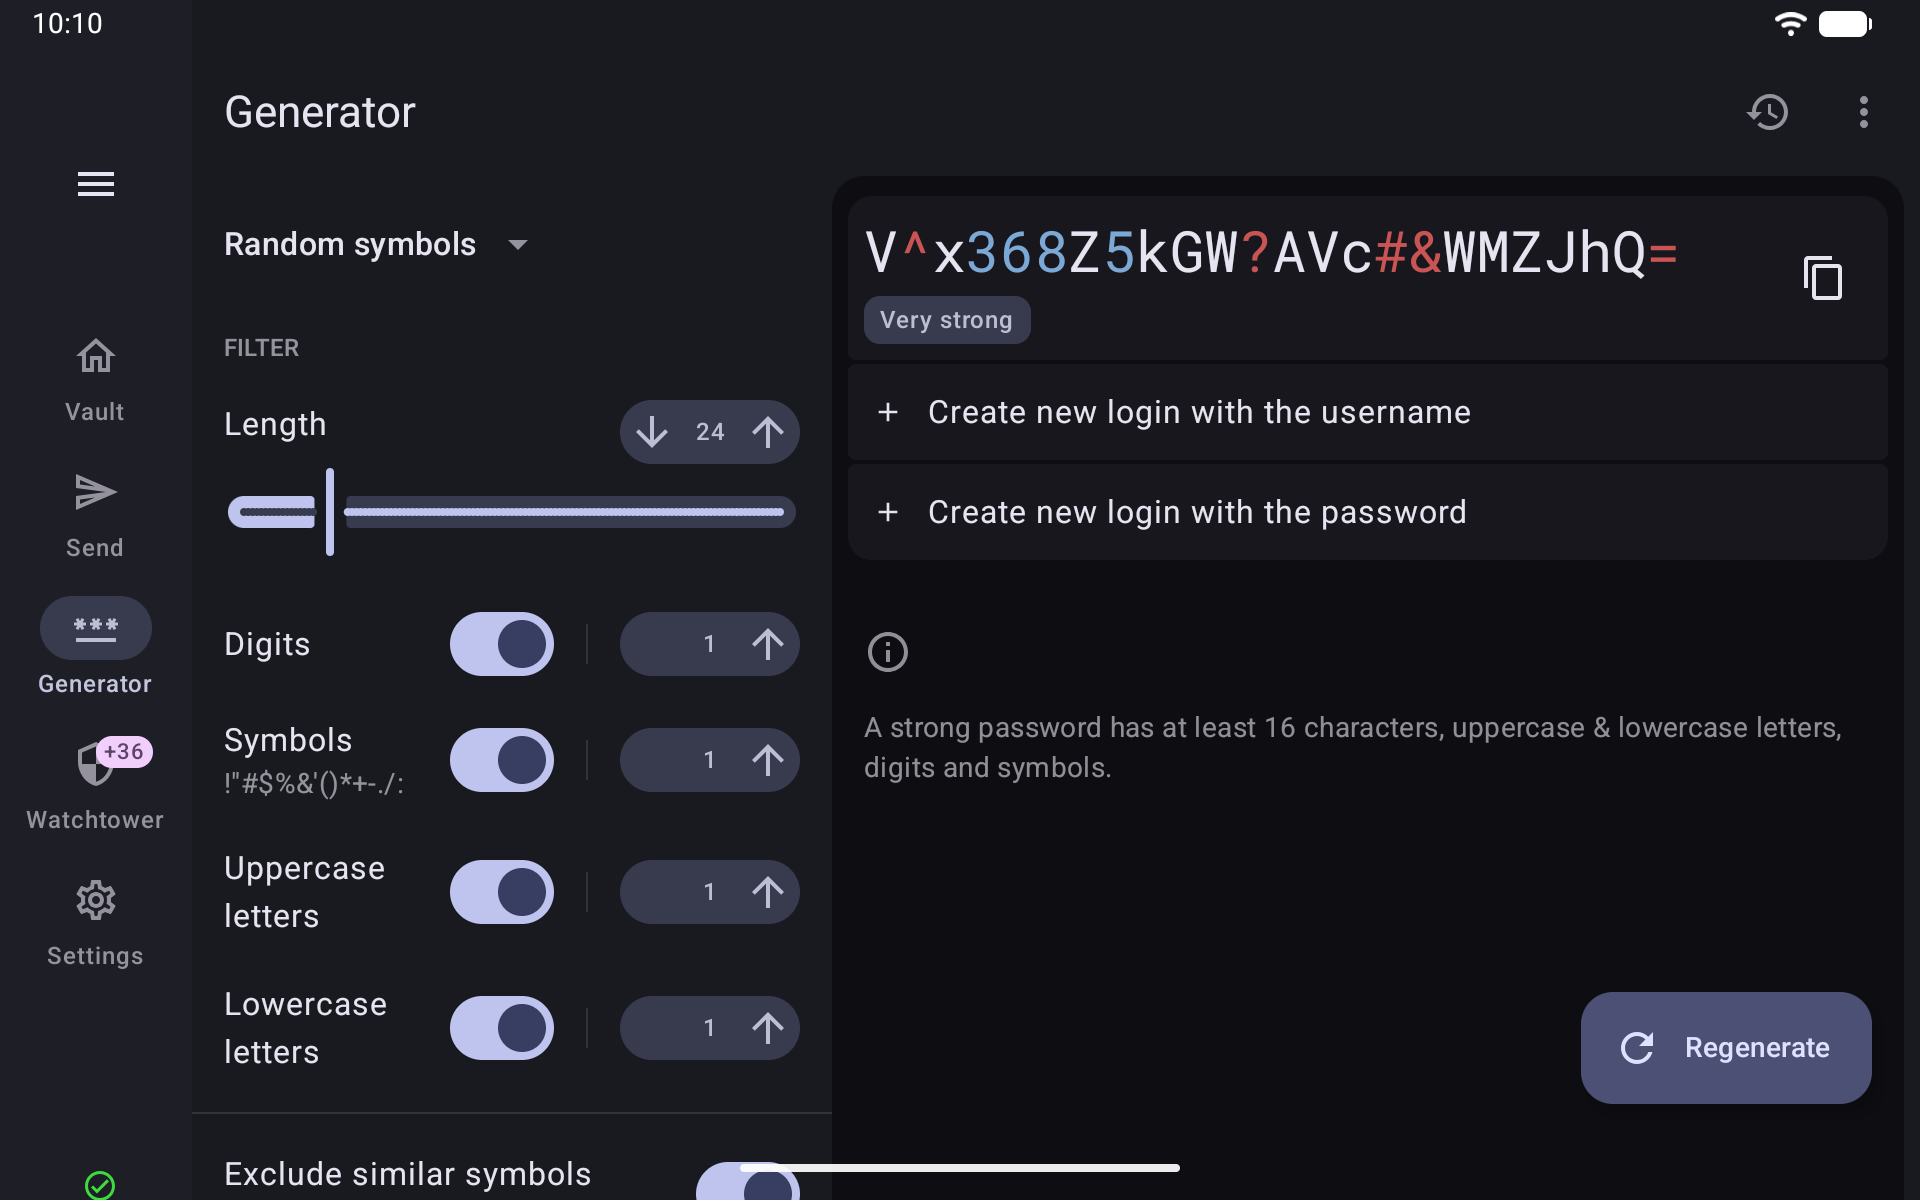 10:10
Generator
Random symbols
FILTER
Length
24
Digits
1
Symbols
1
!"#$%&'()*+-./:
Uppercase
letters
1
Lowercase
letters
1
Exclude similar symbols
V^x368Z5kGW?AVc#&WMZJhQ=
Very strong
+ Create new login with the username
+ Create new login with the password
A strong password has at least 16 characters, uppercase & lowercase letters,
digits and symbols.
Regenerate
Vault
Send
***
Generator
+36
Watchtower
Settings